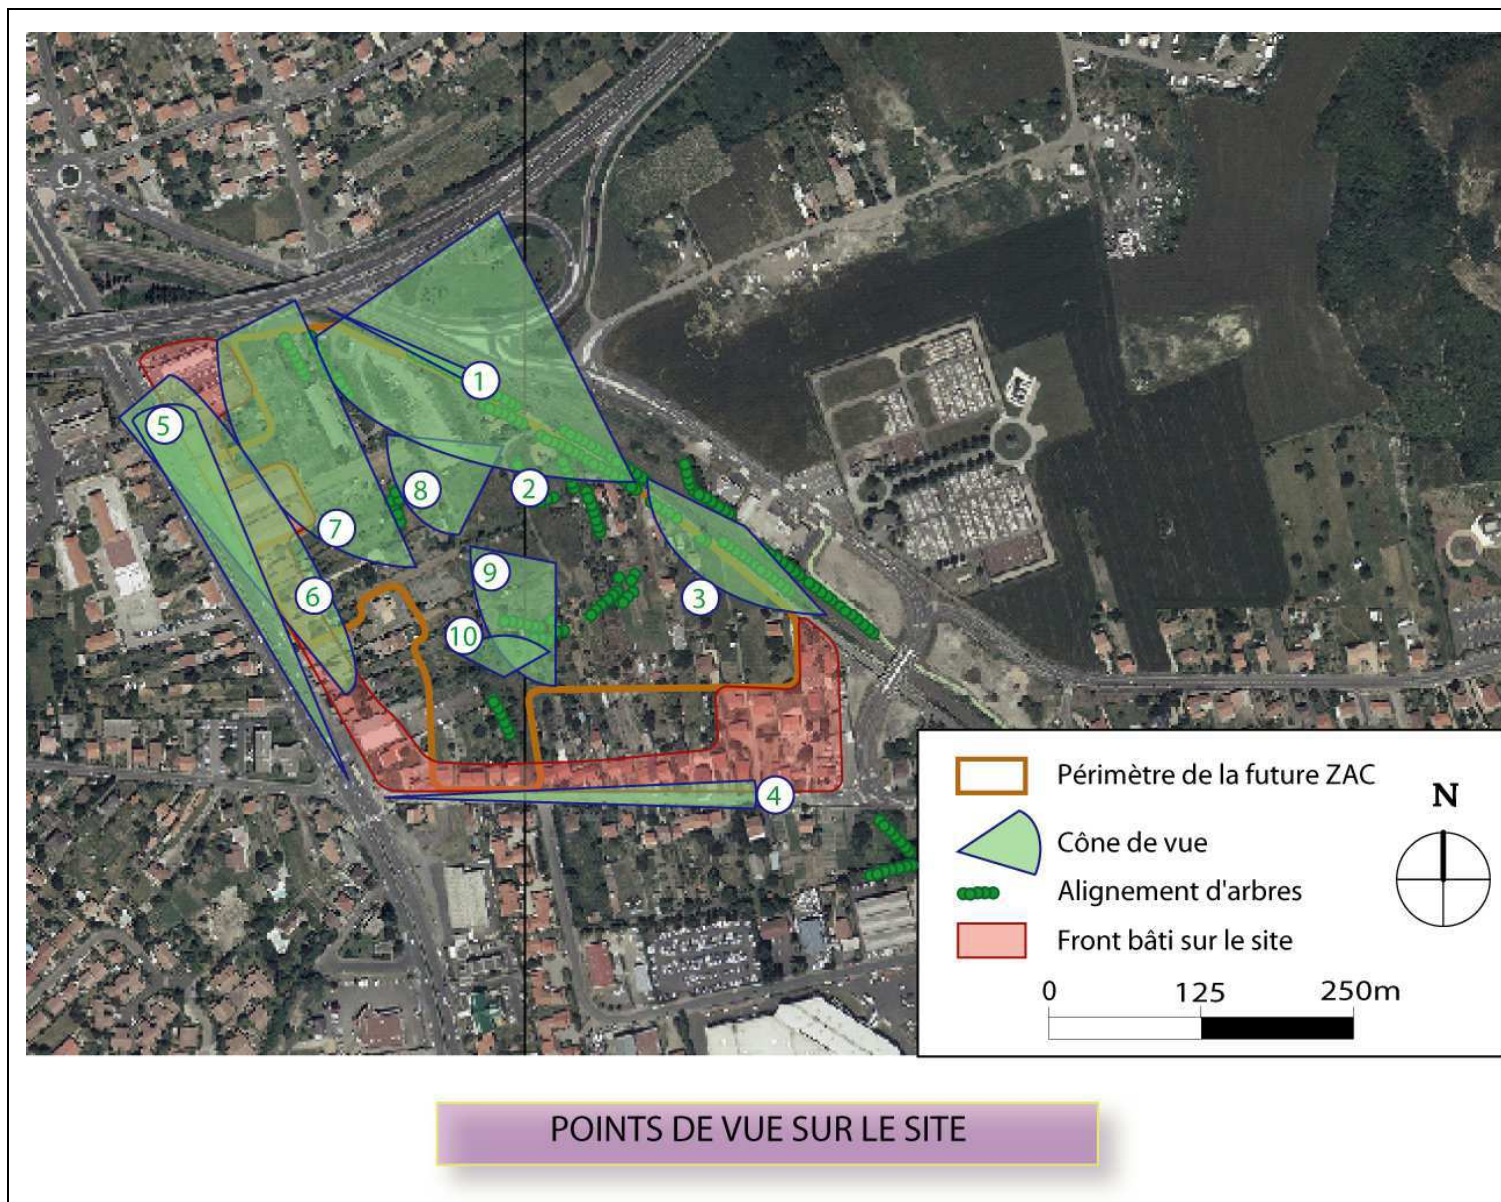 1
5
8
2
7
9
6
3
10
4
Périmètre de la future ZAC
Cône de vue
Alignement d'arbres
Front bâti sur le site
N
0 125 250m
POINTS DE VUE SUR LE SITE